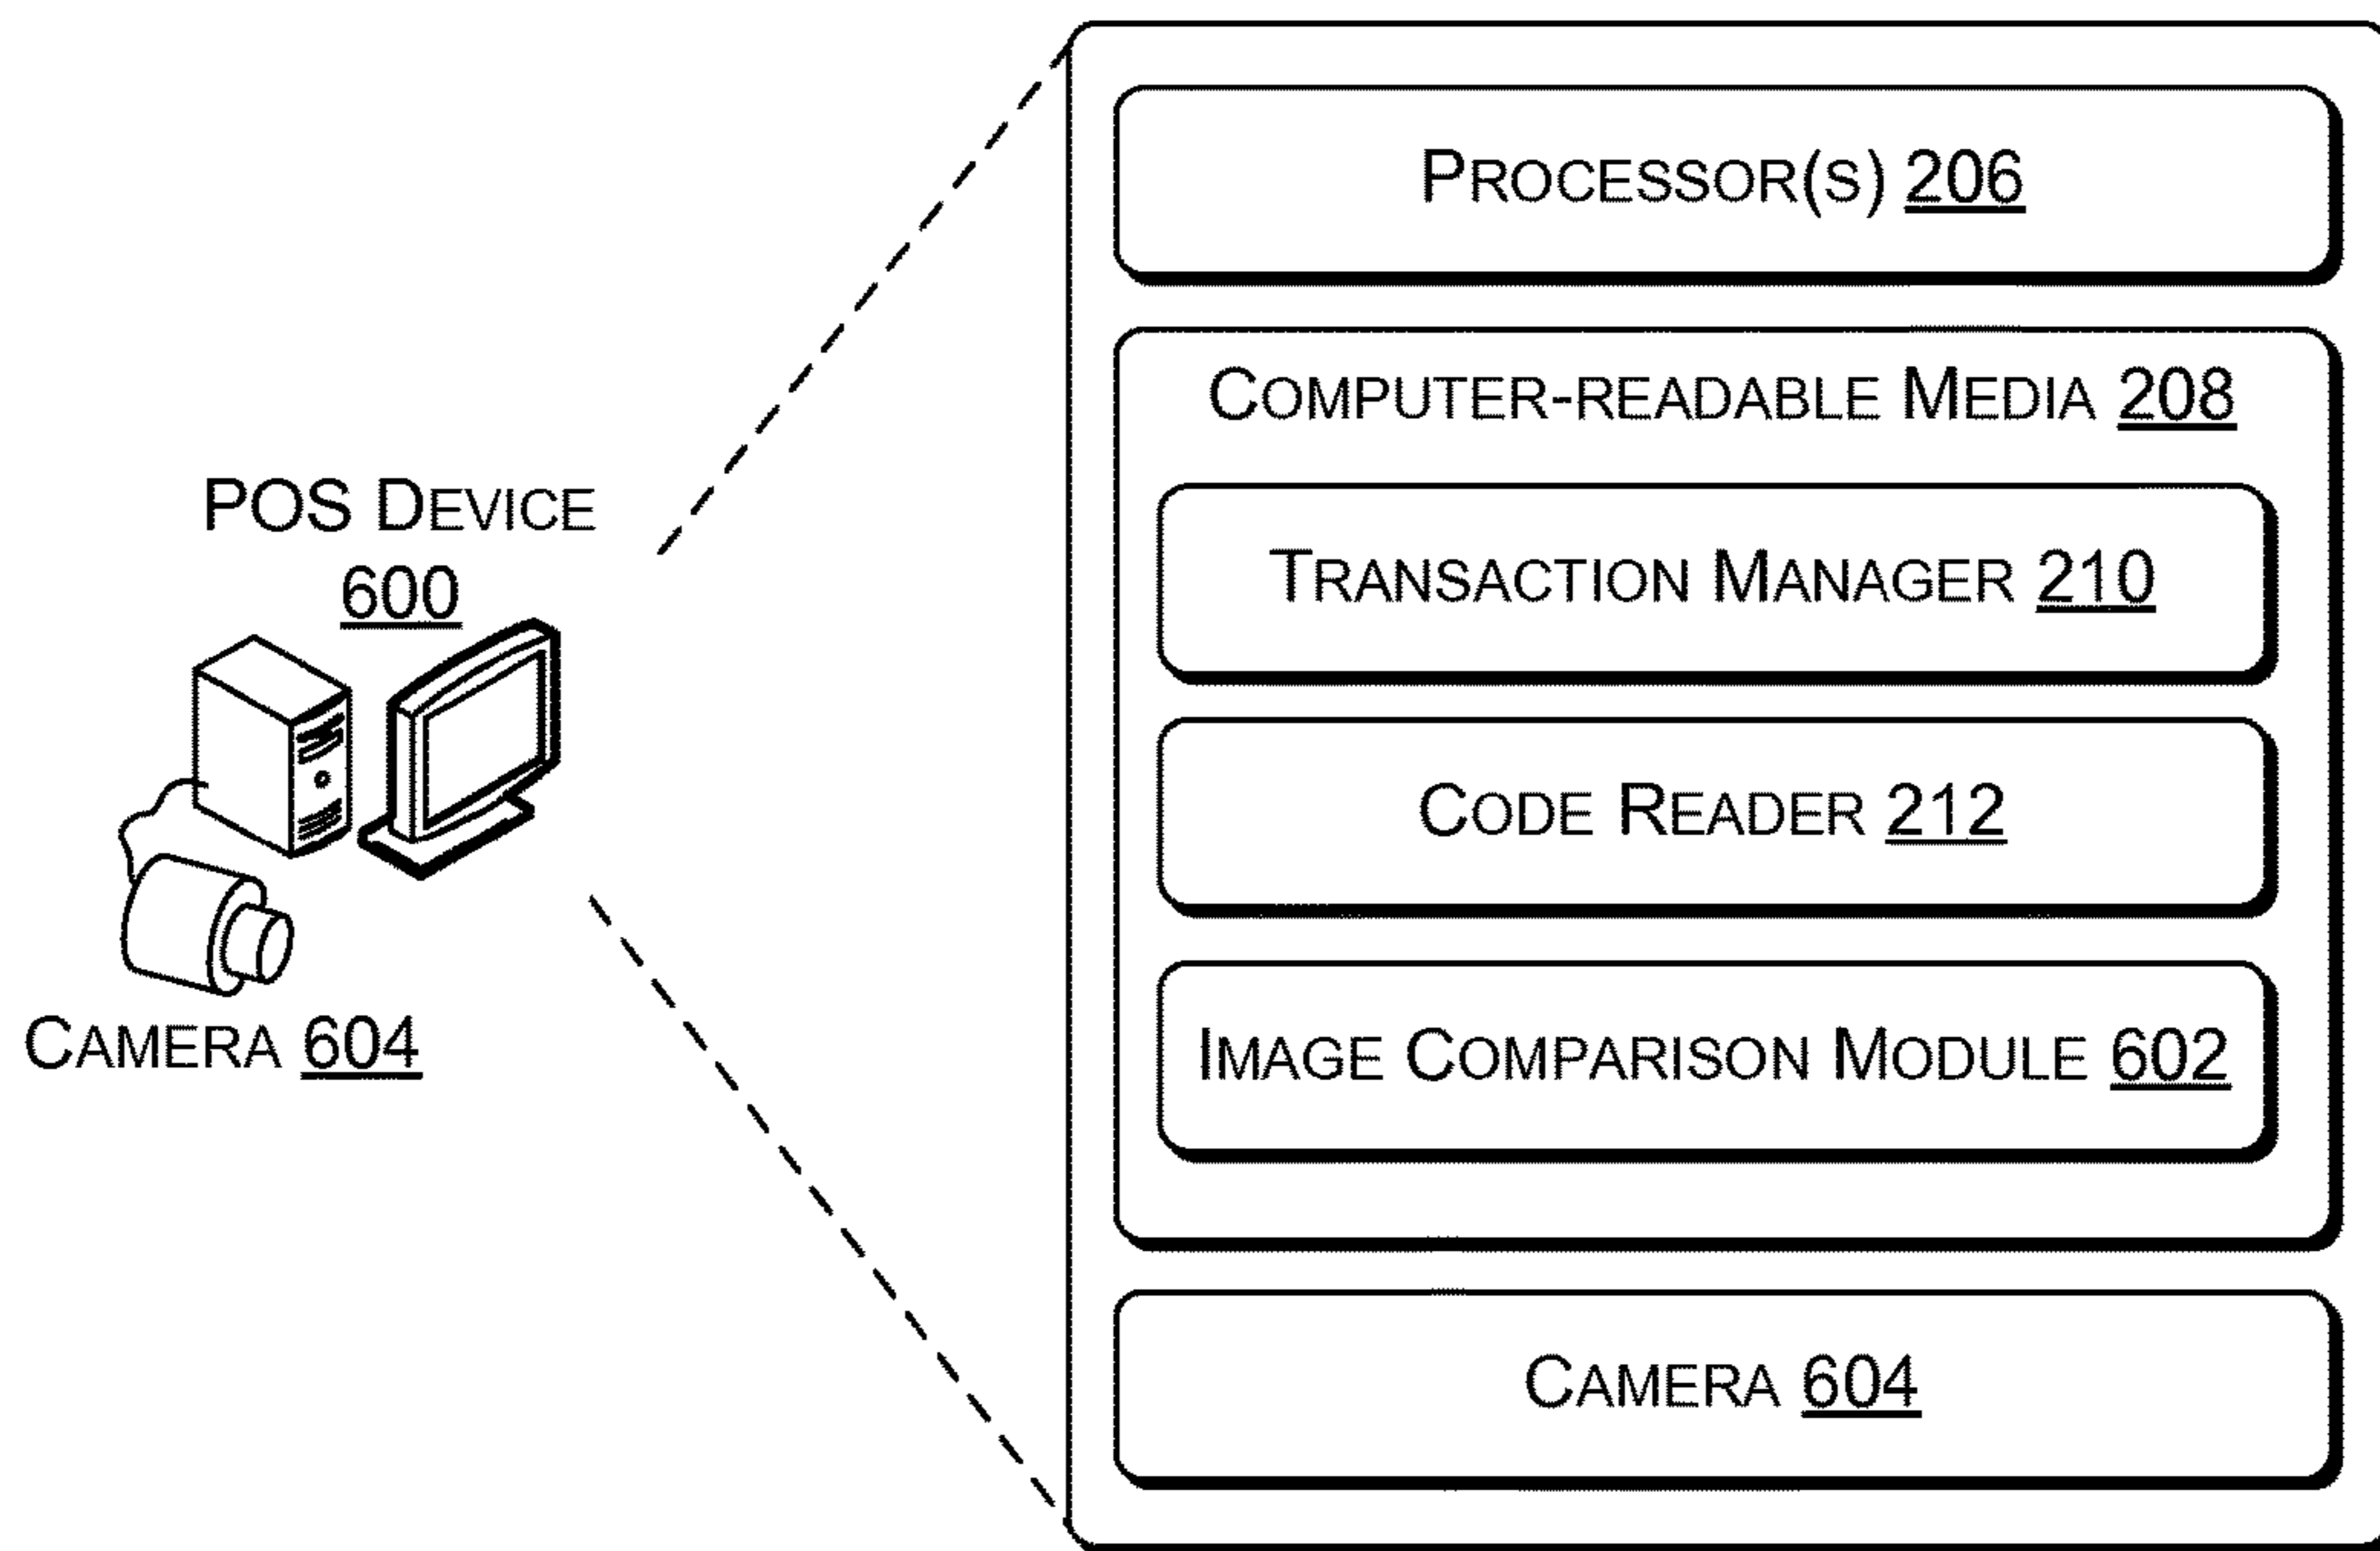 POS DEVICE
600
CAMERA 604
PROCESSOR(S) 206
COMPUTER-READABLE MEDIA 208
TRANSACTION MANAGER 210
CODE READER 212
IMAGE COMPARISON MODULE 602
CAMERA 604